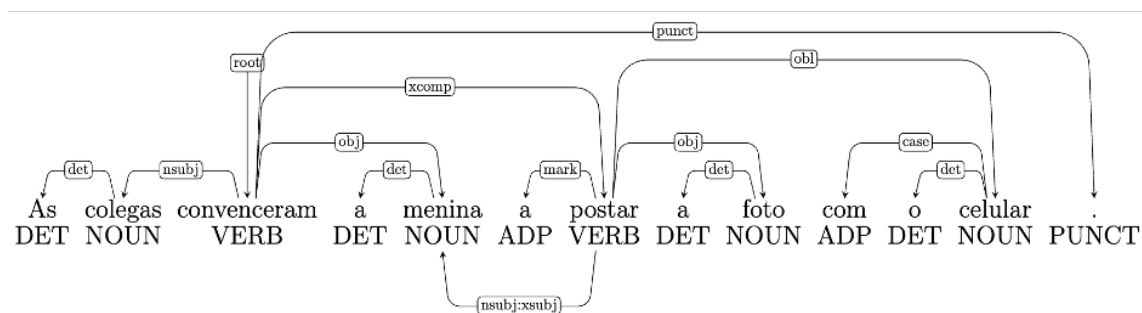 punct
root
obl
xcomp
obj
obj
case
det
nsubj
det
mark
det
det
As colegas convenceram a menina a postar a foto com o celular .
DET NOUN VERB DET NOUN ADP VERB DET NOUN ADP DET NOUN PUNCT
nsubj:xsubj